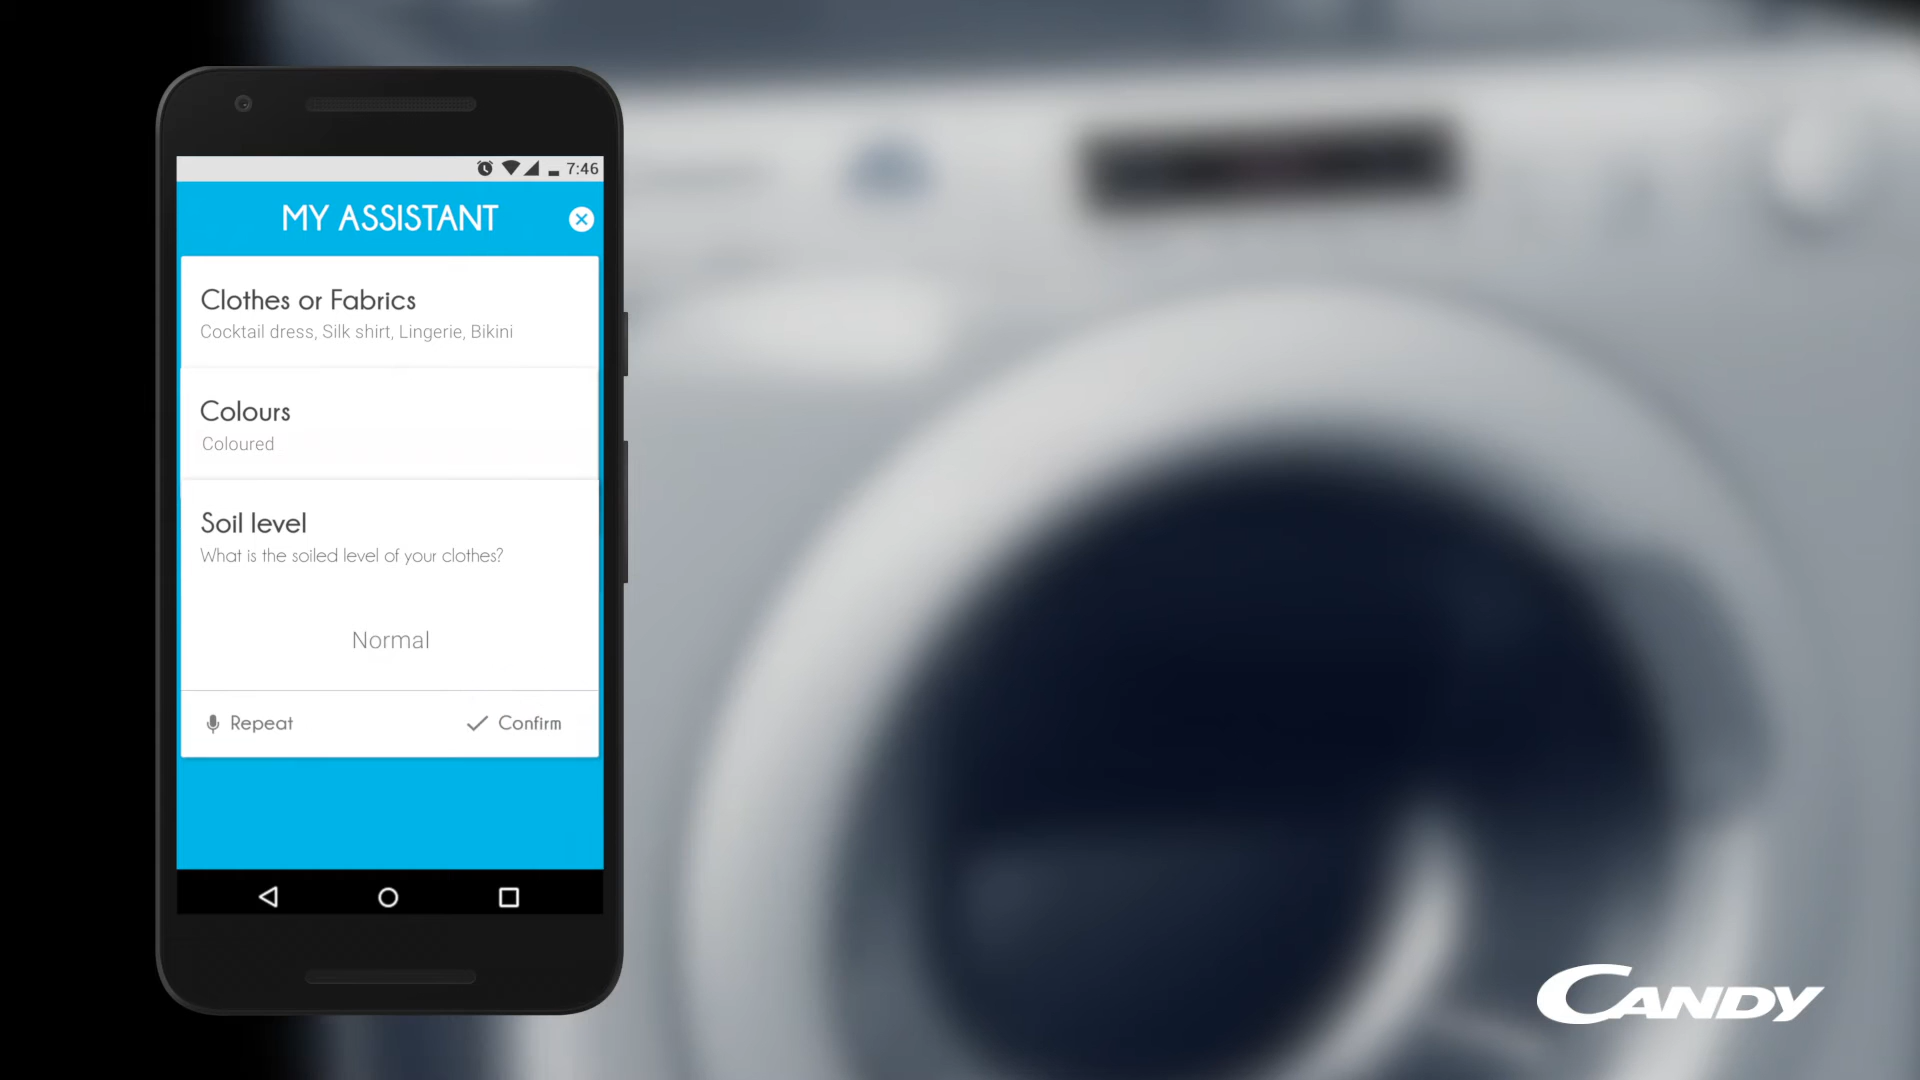 7:46
MY ASSISTANT
Clothes or Fabrics
Cocktail dress, Silk shirt, Lingerie, Bikini
Colours
Coloured
Soil level
What is the soiled level of your clothes?
Normal
Repeat
Confirm
CANDY